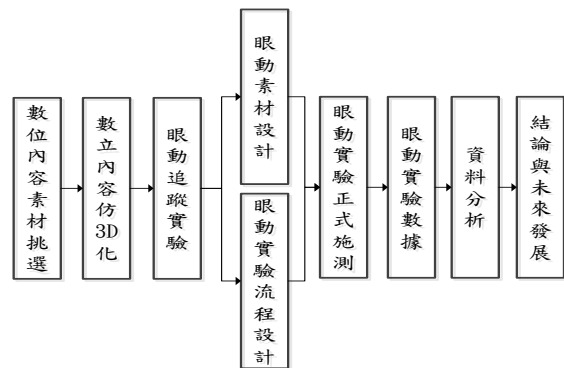 數位內容素材挑選
數立內容仿3D化
眼動追蹤實驗
眼動素材設計
眼動實驗流程設計
眼動實驗正式施測
眼動實驗數據
資料分析
結論與未來發展